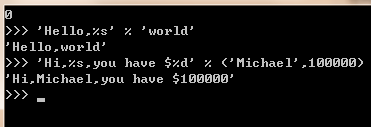 0
>>> 'Hello,%s' % 'world'
'Hello,world'
>>> 'Hi,%s,you have $%d' % ('Michael',100000)
'Hi,Michael,you have $100000'
>>> _